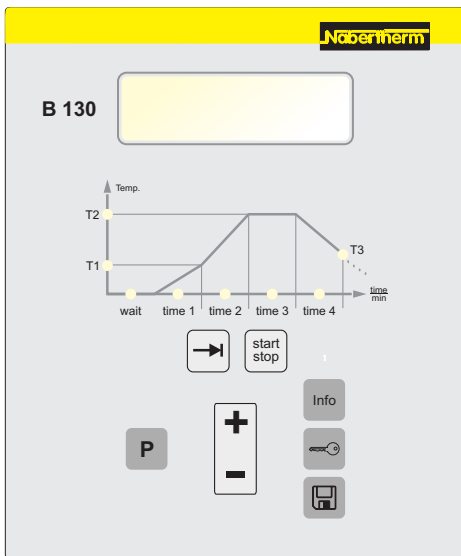 Nabertherm
B 130
Temp.
T2
T1
T3
time
min
wait time 1 time 2 time 3 time 4
start
stop
1
Info
P
+
-